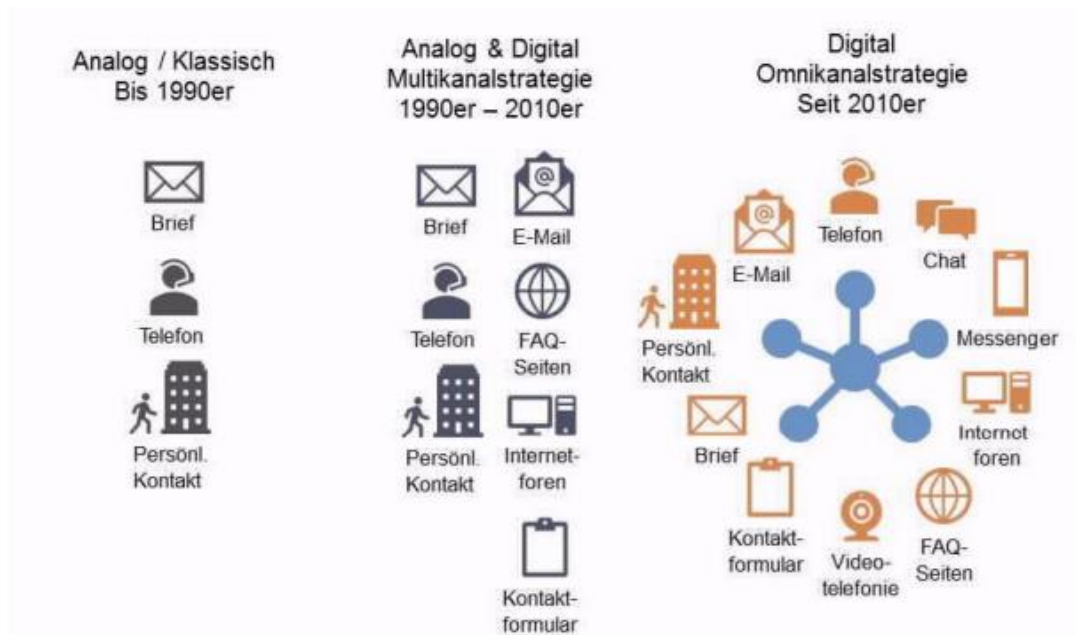 Analog / Klassisch
Bis 1990er
Brief
Telefon
Persönl.
Kontakt
Analog & Digital
Multikanalstrategie
1990er – 2010er
Brief
E-Mail
Telefon
FAQ-
Seiten
Persönl.
Kontakt
Internet-
foren
Kontakt-
formular
Digital
Omnikanalstrategie
Seit 2010er
Telefon
E-Mail
Chat
Persönl.
Kontakt
Messenger
Brief
Internet
foren
Kontakt-
formular
Video-
telefonie
FAQ-
Seiten